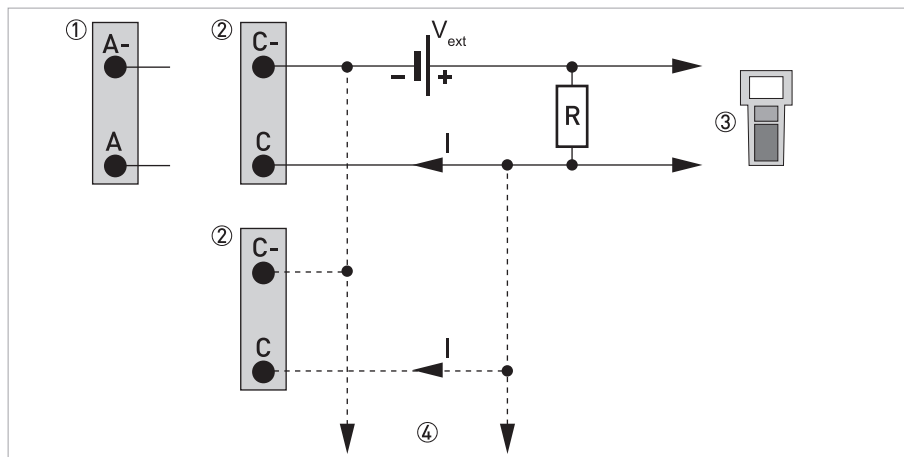 ① A-
A
② C-
C
V ext
- +
R
I
③
② C-
C
I
④